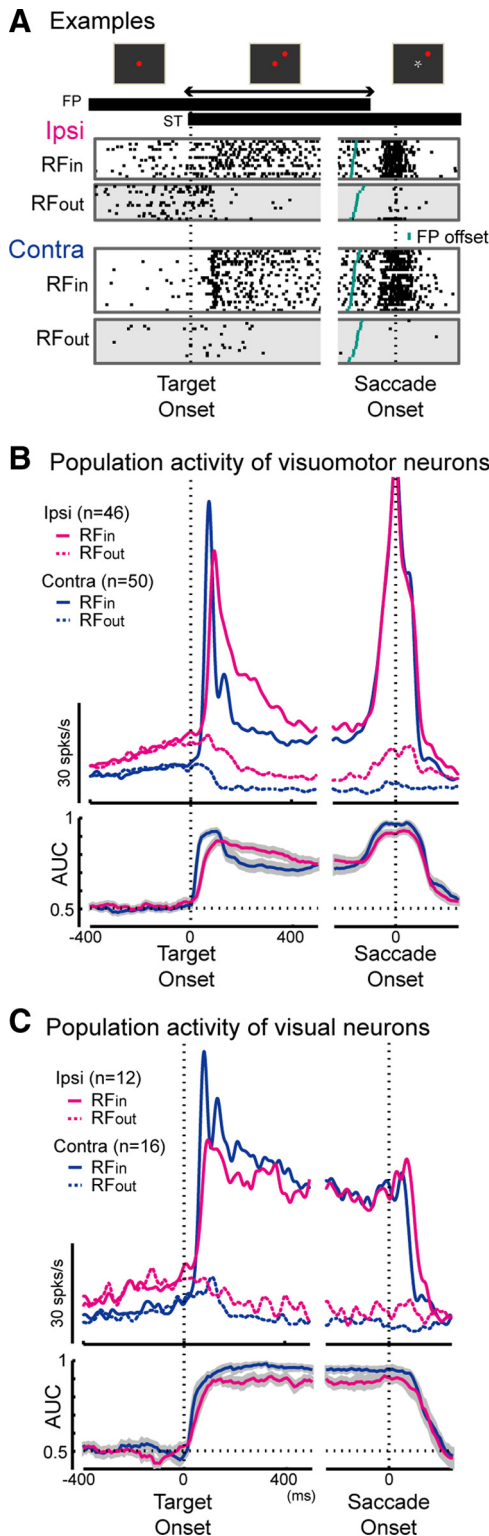 A Examples
FP
ST
Ipsi
RFin
RFout
FP offset
Contra
RFin
RFout
Target
Onset
Saccade
Onset
B Population activity of visuomotor neurons
Ipsi (n=46)
RFin
RFout
Contra (n=50)
RFin
RFout
30 spks/s
1
AUC
0.5
-400 0 400 0
Target
Onset
Saccade
Onset
C Population activity of visual neurons
Ipsi (n=12)
RFin
RFout
Contra (n=16)
RFin
RFout
30 spks/s
1
AUC
0.5
-400 0 400 (ms) 0
Target
Onset
Saccade
Onset